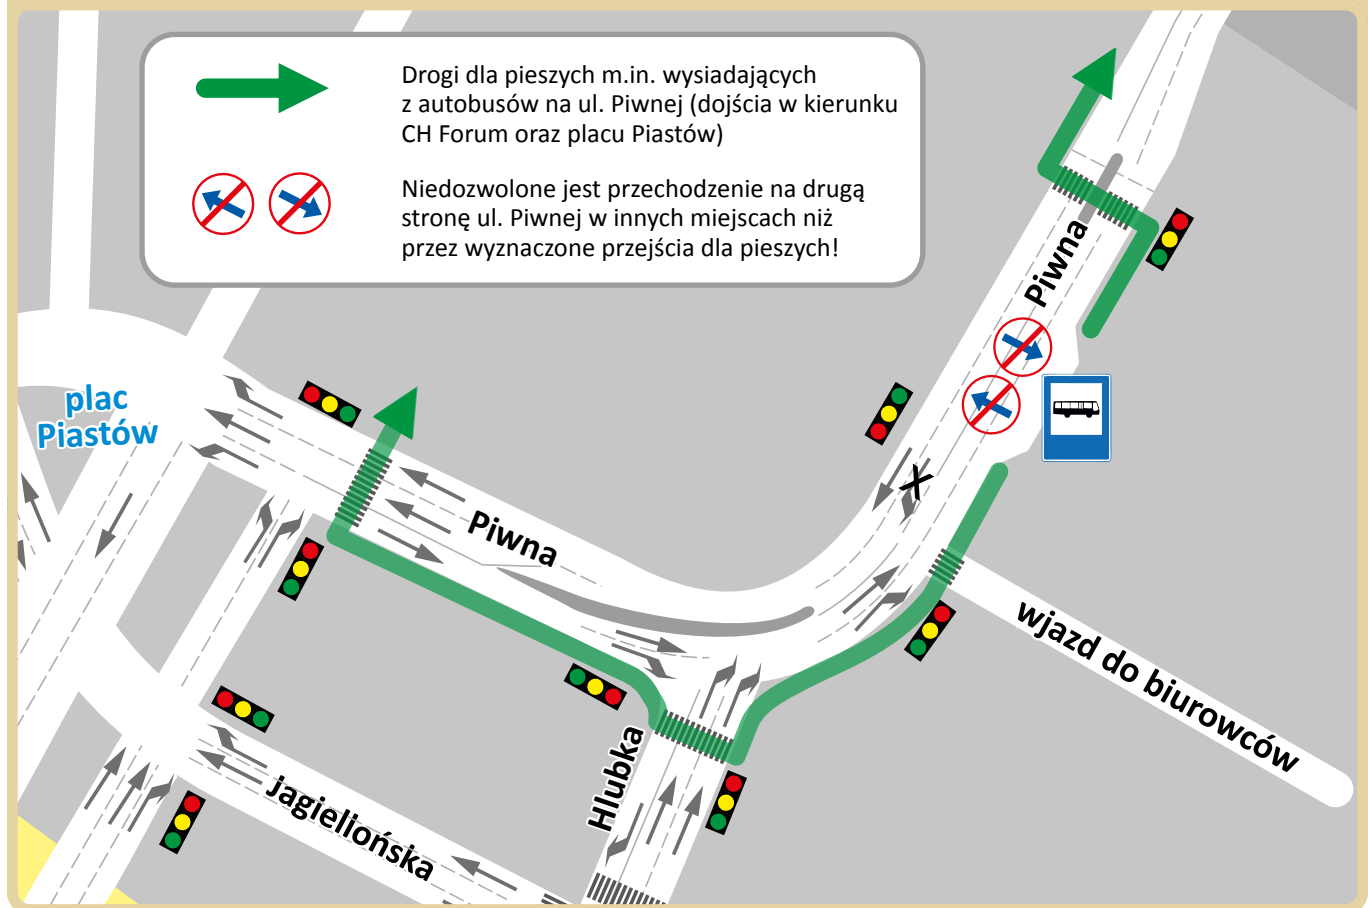 Drogi dla pieszych m.in. wysiadających
z autobusów na ul. Piwnej (dojścia w kierunku
CH Forum oraz placu Piastów)
Niedozwolone jest przechodzenie na drugą
stronę ul. Piwnej w innych miejscach niż
przez wyznaczone przejścia dla pieszych!
Piwna
plac
Piastów
X
Piwna
wjazd do biurowców
Hlubka
Jagieliońska